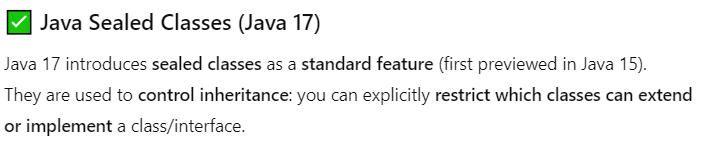 ✅ Java Sealed Classes (Java 17)
Java 17 introduces sealed classes as a standard feature (first previewed in Java 15).
They are used to control inheritance: you can explicitly restrict which classes can extend
or implement a class/interface.